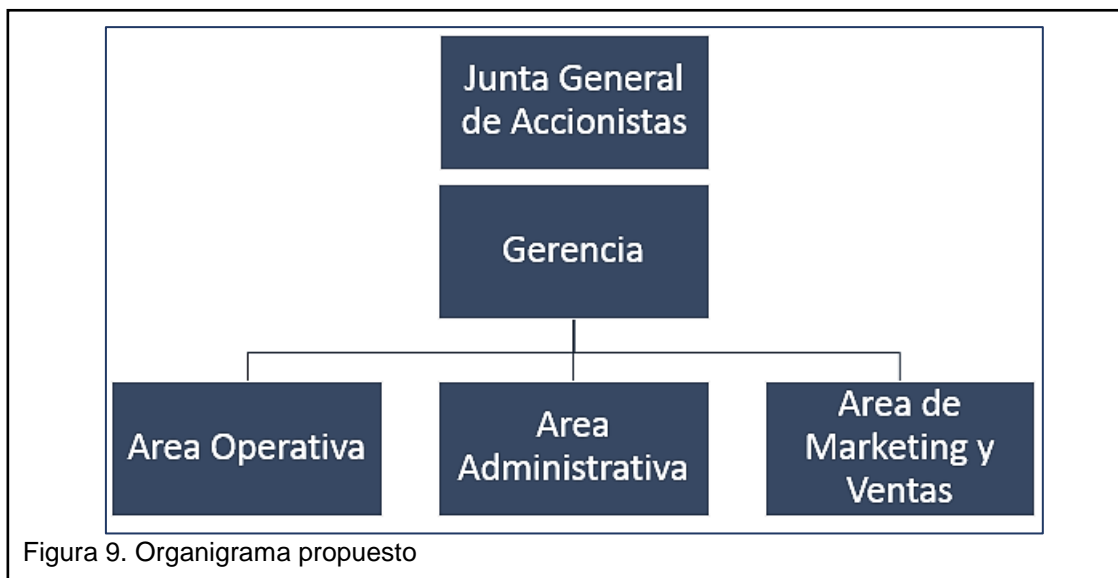 Junta General
de Accionistas
Gerencia
Area Operativa
Area
Administrativa
Area de
Marketing y
Ventas
Figura 9. Organigrama propuesto